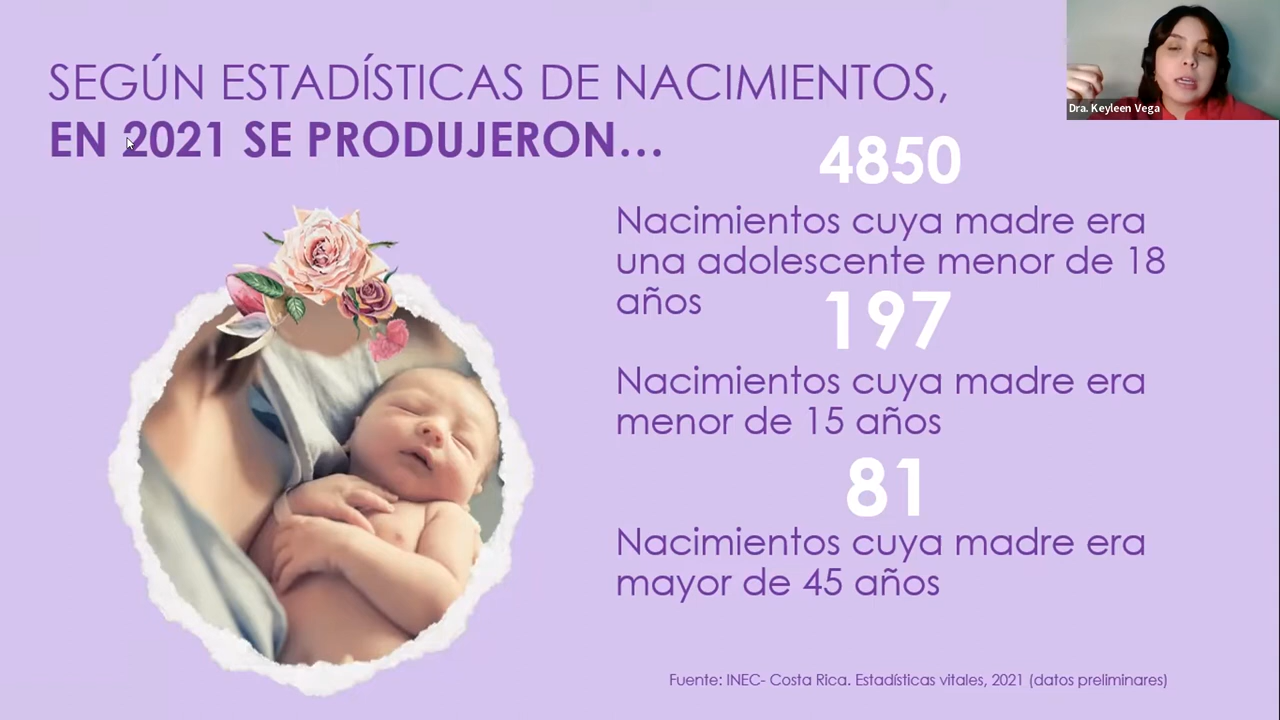 SEGÚN ESTADÍSTICAS DE NACIMIENTOS,
EN 2021 SE PRODUJERON...
Dra. Keyleen Vega
4850
Nacimientos cuya madre era
una adolescente menor de 18
años
197
Nacimientos cuya madre era
menor de 15 años
81
Nacimientos cuya madre era
mayor de 45 años
Fuente: INEC- Costa Rica. Estadísticas vitales, 2021 (datos preliminares)